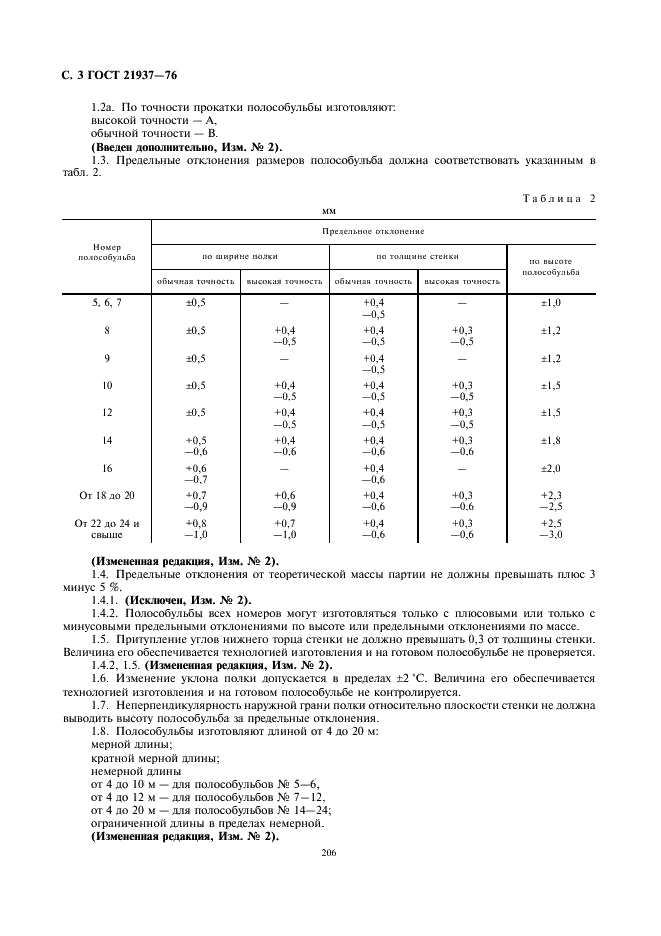 С. 3 ГОСТ 21937—76
1.2а. По точности прокатки полособульбы изготовляют:
высокой точности — А,
обычной точности — В.
(Введен дополнительно, Изм. № 2).
1.3. Предельные отклонения размеров полособульба должна соответствовать указанным в
табл. 2.
Таблица 2
мм
Номер полособульба | Предельное отклонение
по ширине полки | по толщине стенки | по высоте полособульба
обычная точность | высокая точность | обычная точность | высокая точность
5, 6, 7 | ±0,5 | — | +0,4 —0,5 | — | ±1,0
8 | ±0,5 | +0,4 —0,5 | +0,4 —0,5 | +0,3 —0,5 | ±1,2
9 | ±0,5 | — | +0,4 —0,5 | — | ±1,2
10 | ±0,5 | +0,4 —0,5 | +0,4 —0,5 | +0,3 —0,5 | ±1,5
12 | ±0,5 | +0,4 —0,5 | +0,4 —0,5 | +0,3 —0,5 | ±1,5
14 | +0,5 —0,6 | +0,4 —0,6 | +0,4 —0,6 | +0,3 —0,6 | ±1,8
16 | +0,6 —0,7 | — | +0,4 —0,6 | — | ±2,0
От 18 до 20 | +0,7 —0,9 | +0,6 —0,9 | +0,4 —0,6 | +0,3 —0,6 | +2,3 —2,5
От 22 до 24 и свыше | +0,8 —1,0 | +0,7 —1,0 | +0,4 —0,6 | +0,3 —0,6 | +2,5 —3,0
(Измененная редакция, Изм. № 2).
1.4. Предельные отклонения от теоретической массы партии не должны превышать плюс 3
минус 5 %.
1.4.1. (Исключен, Изм. № 2).
1.4.2. Полособульбы всех номеров могут изготовляться только с плюсовыми или только с
минусовыми предельными отклонениями по высоте или предельными отклонениями по массе.
1.5. Притупление углов нижнего торца стенки не должно превышать 0,3 от толщины стенки.
Величина его обеспечивается технологией изготовления и на готовом полособульбе не проверяется.
1.4.2, 1.5. (Измененная редакция, Изм. № 2).
1.6. Изменение уклона полки допускается в пределах ±2 °С. Величина его обеспечивается
технологией изготовления и на готовом полособульбе не контролируется.
1.7. Неперпендикулярность наружной грани полки относительно плоскости стенки не должна
выводить высоту полособульба за предельные отклонения.
1.8. Полособульбы изготовляют длиной от 4 до 20 м:
мерной длины;
кратной мерной длины;
немерной длины
от 4 до 10 м — для полособульбов № 5—6,
от 4 до 12 м — для полособульбов № 7—12,
от 4 до 20 м — для полособульбов № 14—24;
ограниченной длины в пределах немерной.
(Измененная редакция, Изм. № 2).
206